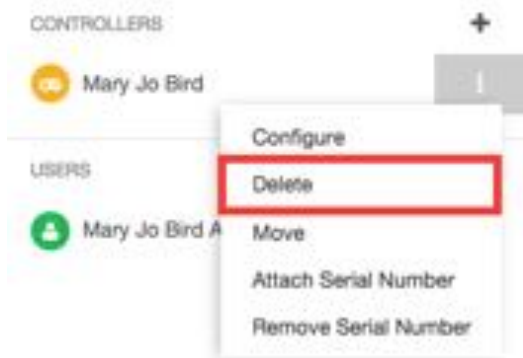 CONTROLLERS +
Mary Jo Bird
Configure
USERS
Delete
Mary Jo Bird A
Move
Attach Serial Number
Remove Serial Number